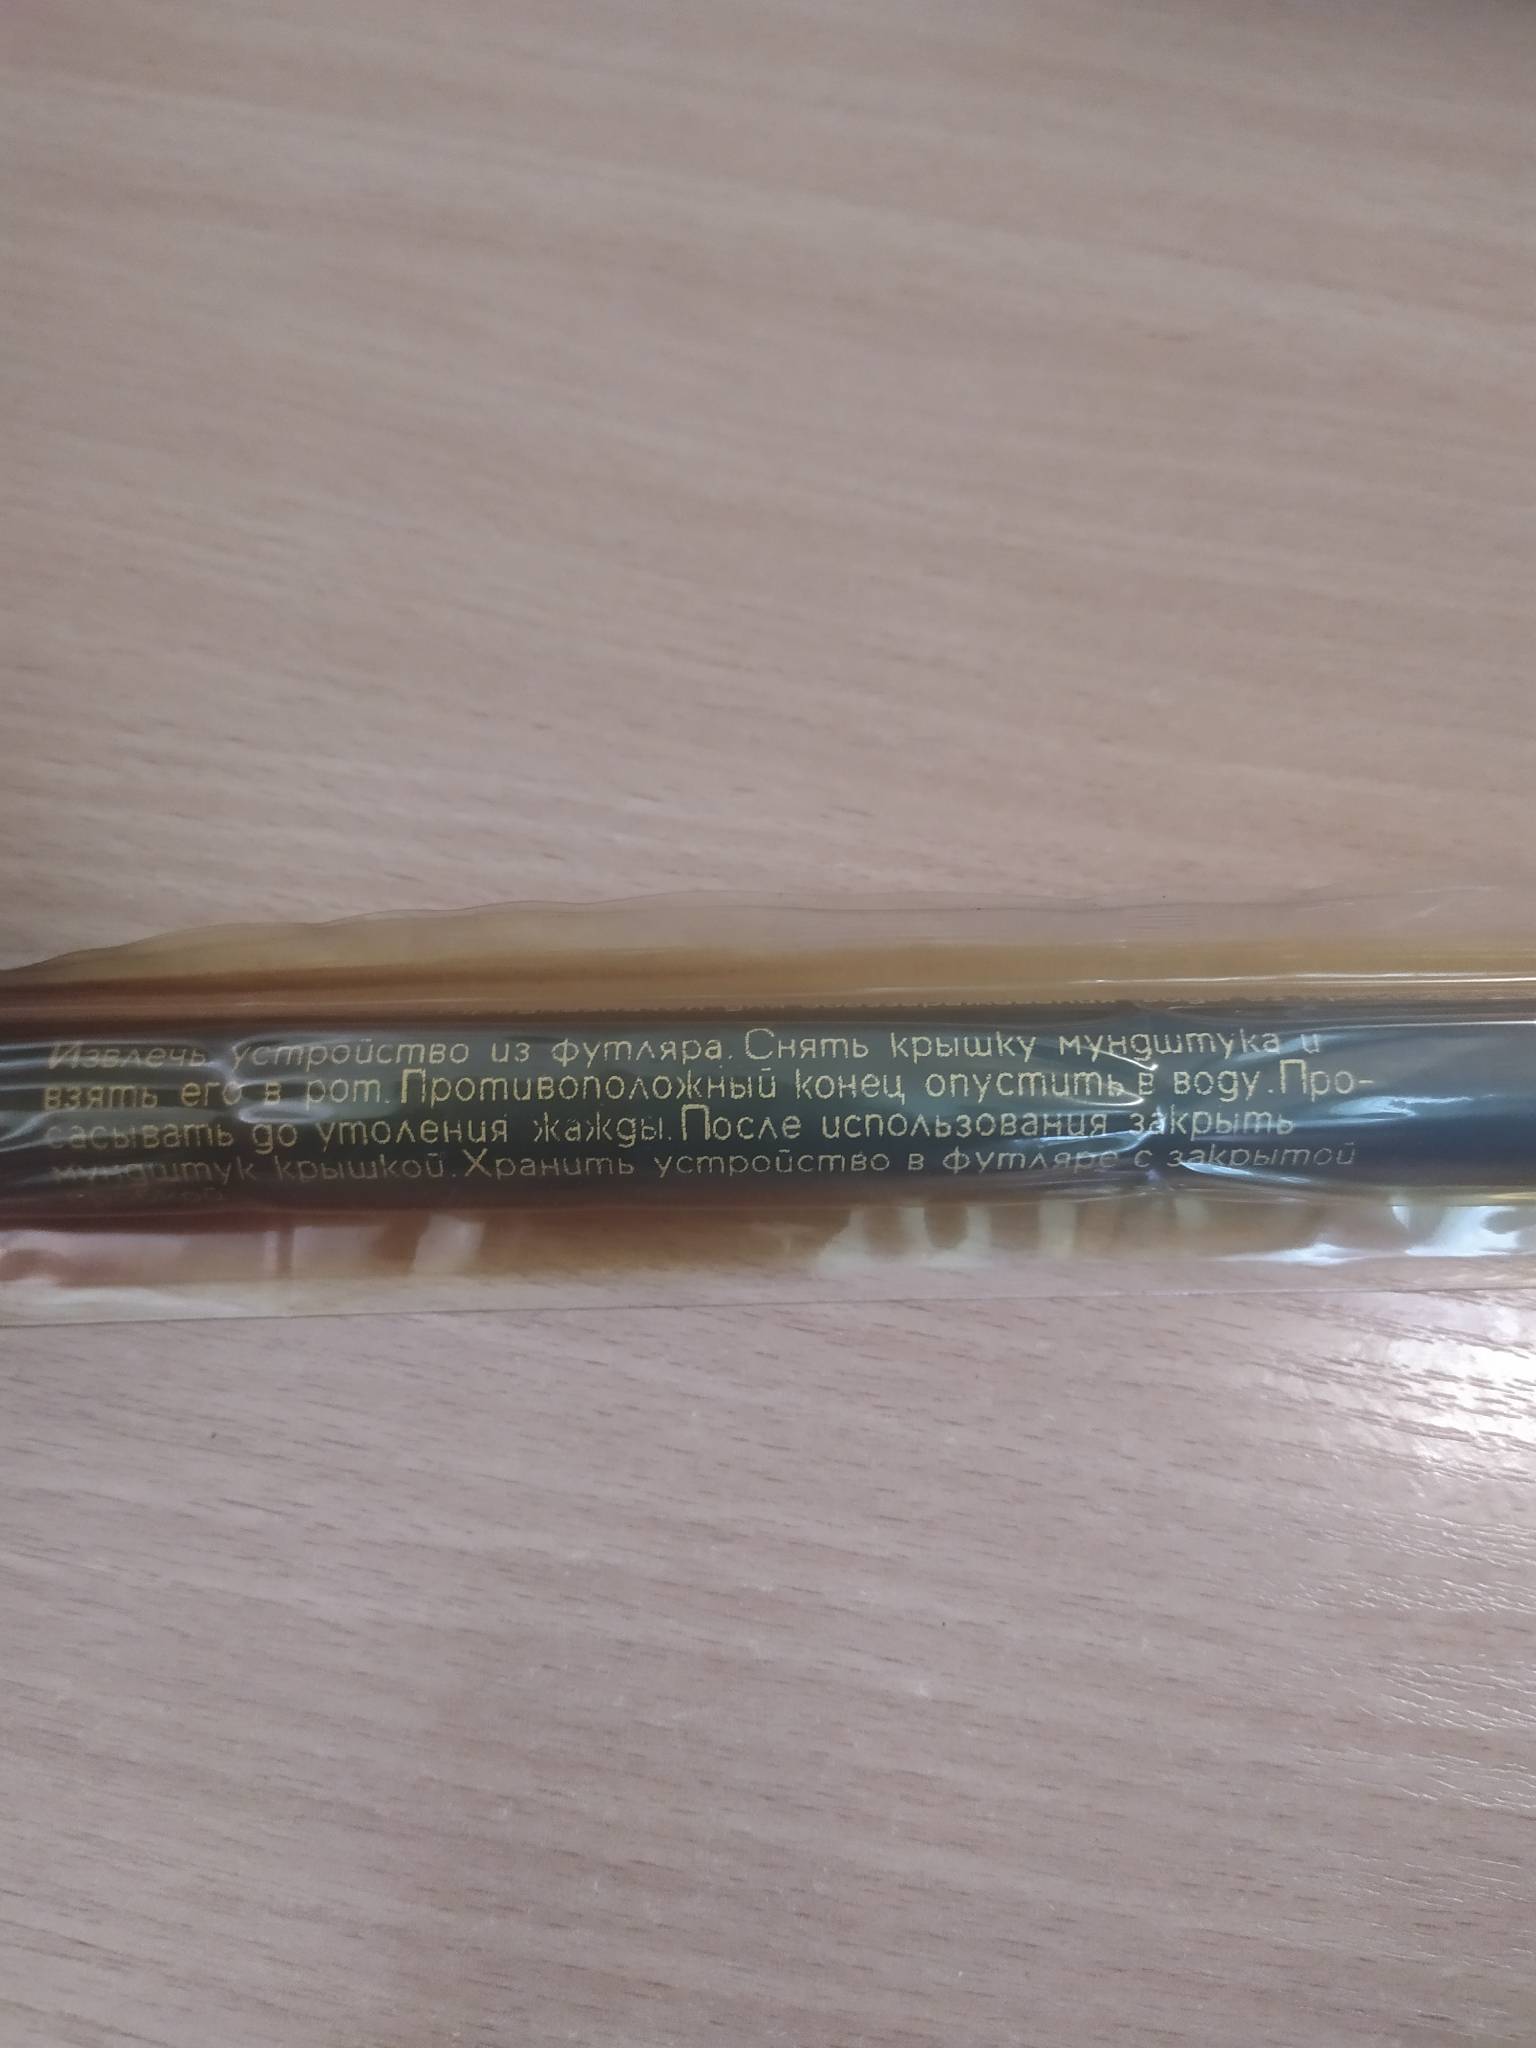 Извлечь устройство из футляра. Снять крышку мундштука и
взять его в рот. Противоположный конец опустить в воду. Про-
сасывать до утоления жажды. После использования закрыть
мундштук крышкой. Хранить устройство в футляре с закрытой